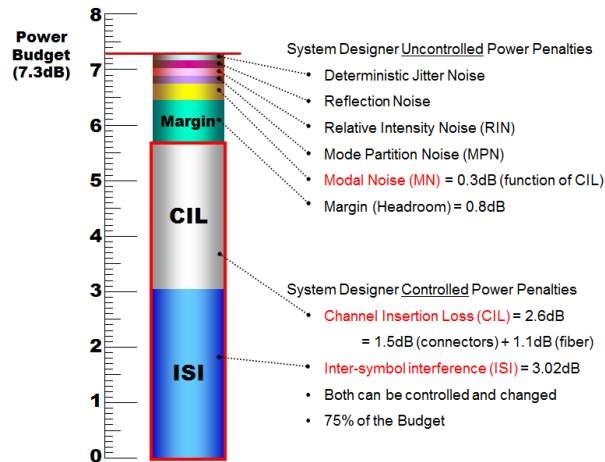 8
Power
Budget
(7.3dB)
7
6
5
4
3
2
1
0
Margin
CIL
ISI
System Designer Uncontrolled Power Penalties
Deterministic Jitter Noise
Reflection Noise
Relative Intensity Noise (RIN)
Mode Partition Noise (MPN)
Modal Noise (MN) = 0.3dB (function of CIL)
Margin (Headroom) = 0.8dB
System Designer Controlled Power Penalties
Channel Insertion Loss (CIL) = 2.6dB
= 1.5dB (connectors) + 1.1dB (fiber)
Inter-symbol interference (ISI) = 3.02dB
Both can be controlled and changed
75% of the Budget